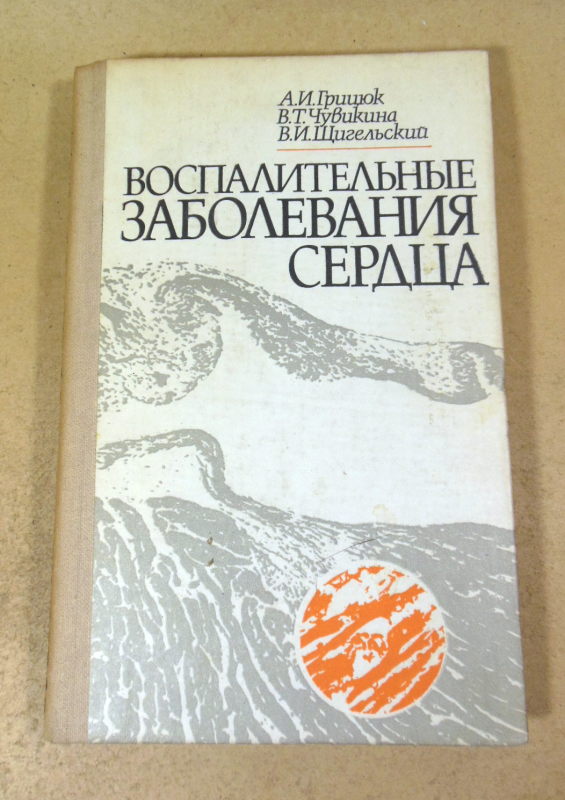 А.И.Грицюк
В.Т.Чувикина
В.И.Щигельский
ВОСПАЛИТЕЛЬНЫЕ
ЗАБОЛЕВАНИЯ
СЕРДЦА